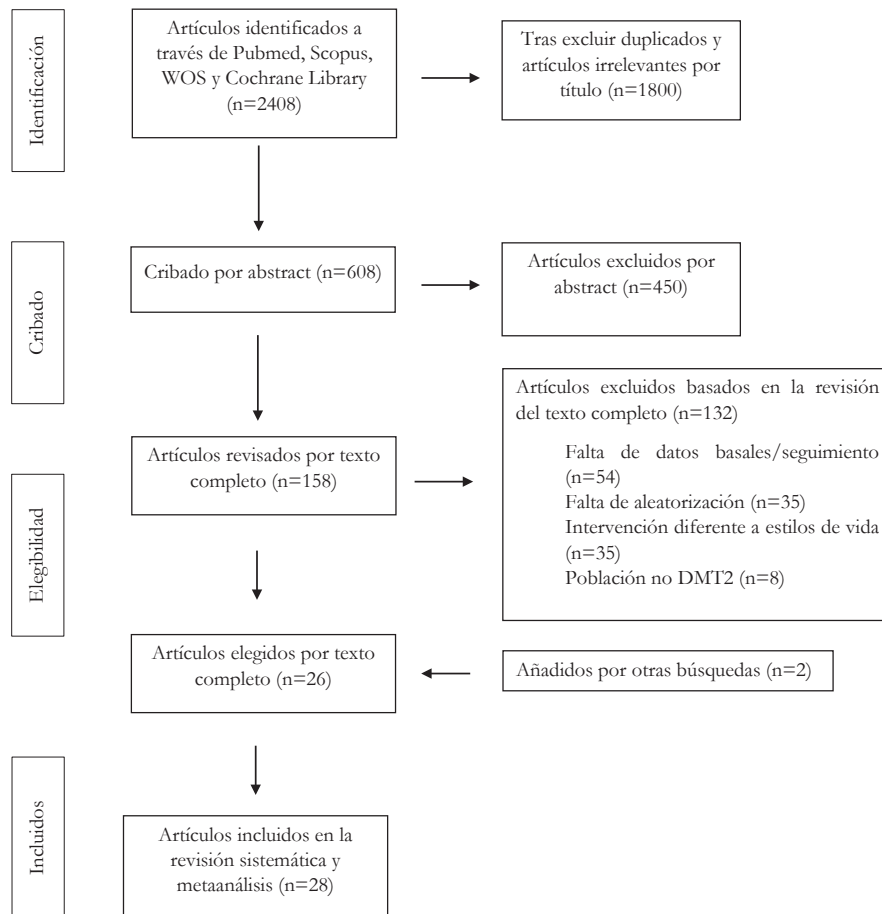 Identificación
Artículos identificados a
través de Pubmed, Scopus,
WOS y Cochrane Library
(n=2408)
Tras excluir duplicados y
artículos irrelevantes por
título (n=1800)
Cribado
Cribado por abstract (n=608)
Artículos excluidos por
abstract (n=450)
Elegibilidad
Artículos revisados por texto
completo (n=158)
Artículos excluidos basados en la revisión
del texto completo (n=132)
Falta de datos basales/seguimiento
(n=54)
Falta de aleatorización (n=35)
Intervención diferente a estilos de vida
(n=35)
Población no DMT2 (n=8)
Artículos elegidos por texto
completo (n=26)
Añadidos por otras búsquedas (n=2)
Incluidos
Artículos incluidos en la
revisión sistemática y
metaanálisis
(n=28)